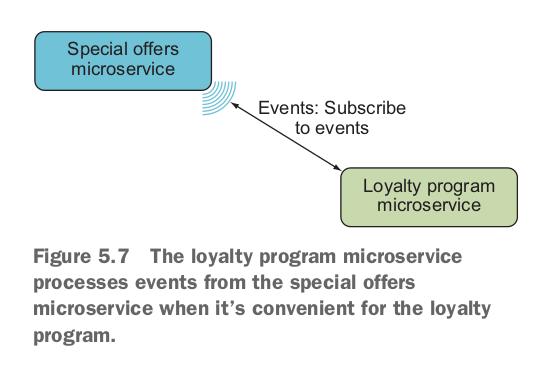 Special offers
microservice
Events: Subscribe
to events
Loyalty program
microservice
Figure 5.7 The loyalty program microservice
processes events from the special offers
microservice when it's convenient for the loyalty
program.